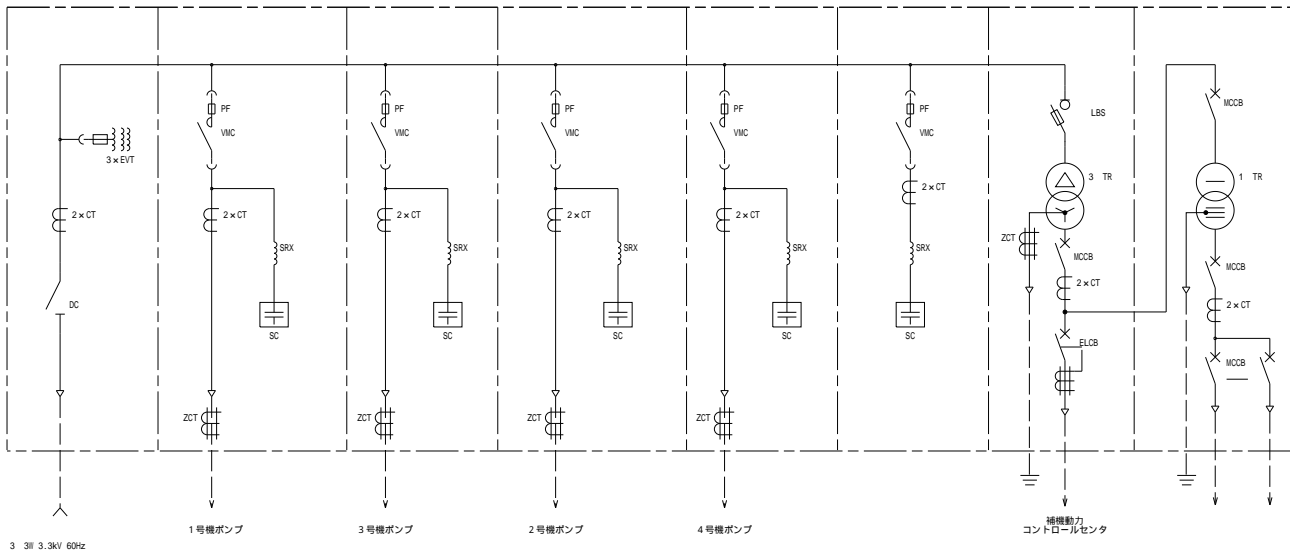 PF
PF
PF
PF
PF
MCCB
LBS
VMC
VMC
VMC
VMC
VMC
3×EVT
3 TR
1 TR
2×CT
2×CT
2×CT
2×CT
2×CT
2×CT
ZCT
SRX
SRX
SRX
SRX
SRX
MCCB
MCCB
2×CT
2×CT
DC
SC
SC
SC
SC
SC
ELCB
MCCB
ZCT
ZCT
ZCT
ZCT
1号機ポンプ
3号機ポンプ
2号機ポンプ
4号機ポンプ
補機動力
コントロールセンタ
3 3W 3.3kV 60Hz